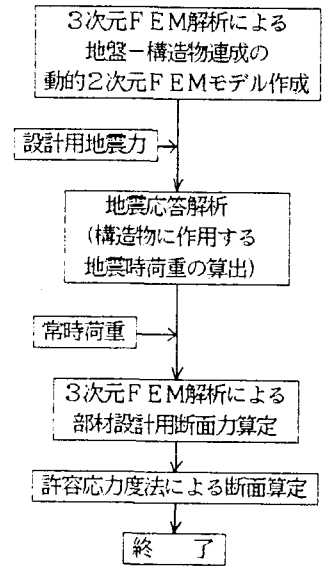 ３次元ＦＥＭ解析による
地盤－構造物連成の
動的２次元ＦＥＭモデル作成
設計用地震力
地震応答解析
(構造物に作用する
地震時荷重の算出)
常時荷重
３次元ＦＥＭ解析による
部材設計用断面力算定
許容応力度法による断面算定
終　了